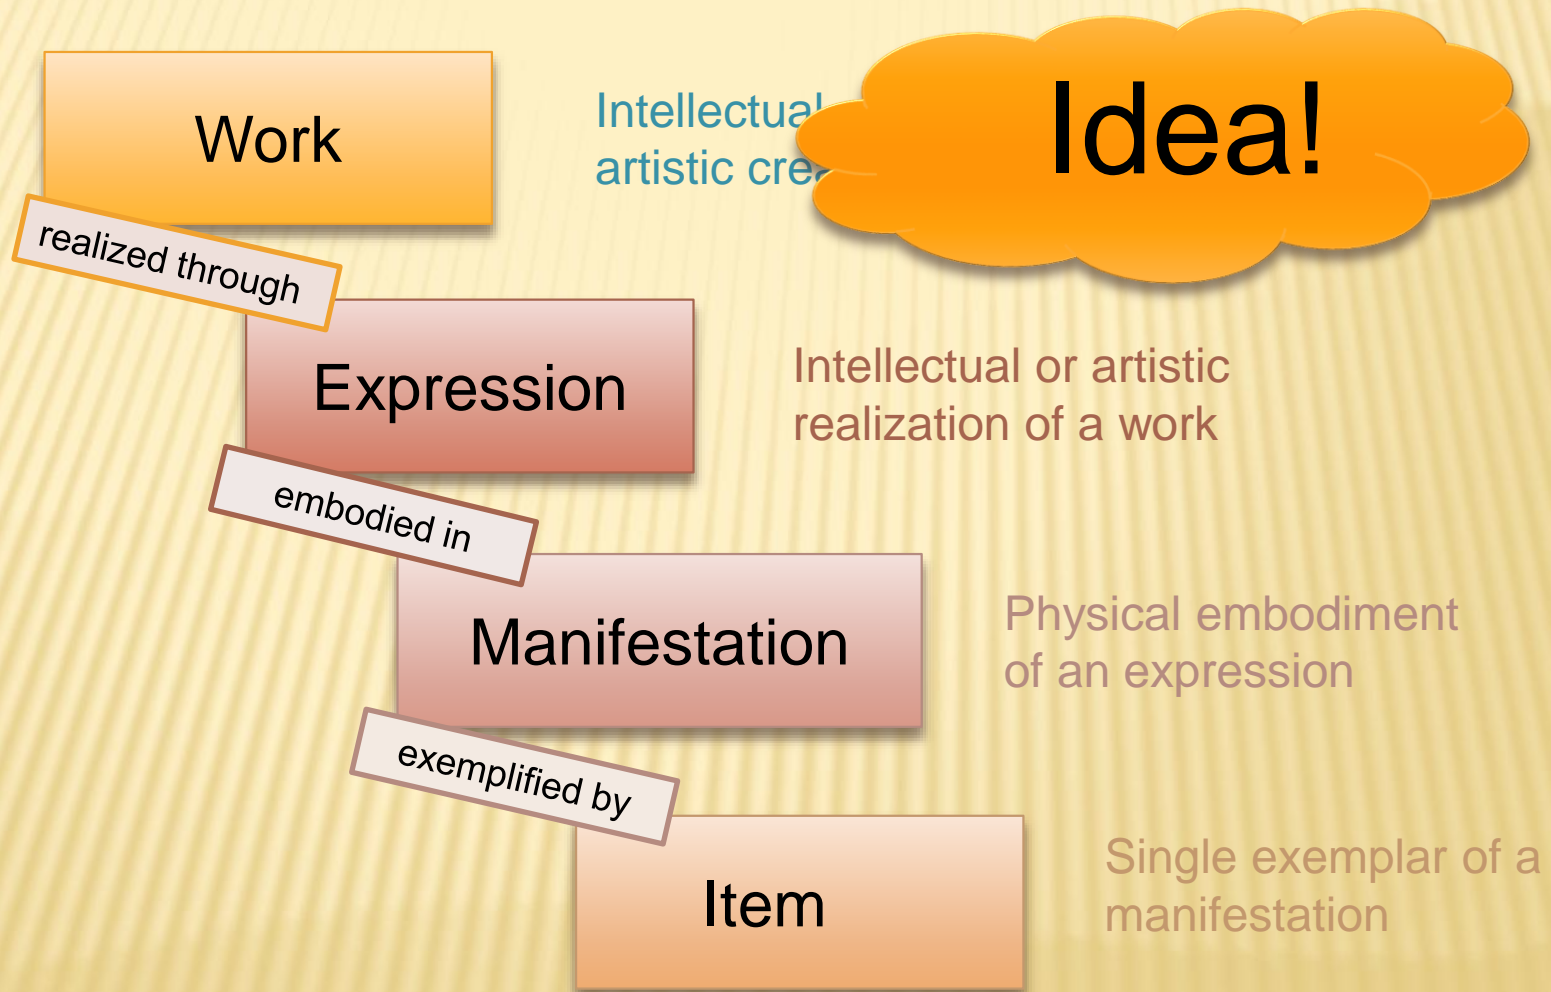 Work
Intellectual
artistic
Idea!
realized through
Expression
Intellectual or artistic
realization of a work
embodied in
Manifestation
Physical embodiment
of an expression
exemplified by
Item
Single exemplar of a
manifestation